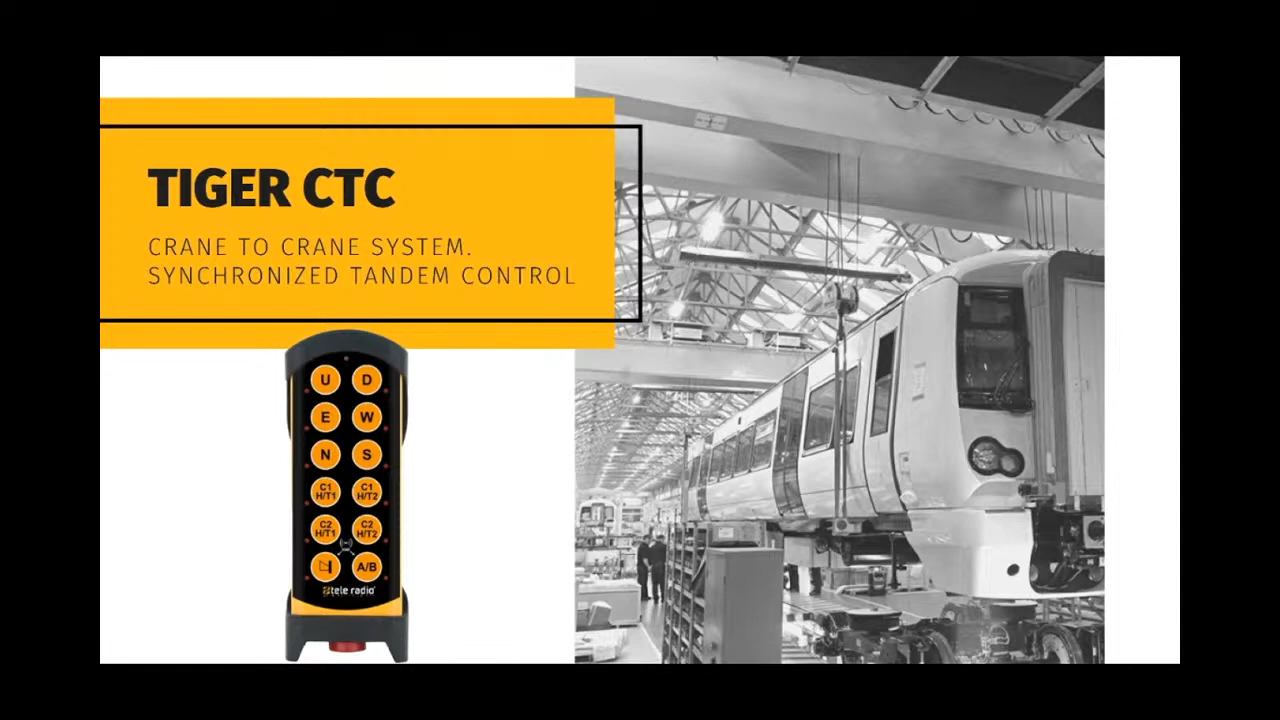 TIGER CTC
CRANE TO CRANE SYSTEM.
SYNCHRONIZED TANDEM CONTROL
U D
E W
N S
C1 C1
H/T1 H/T2
C2 C2
H/T1 H/T2
A/B
tele radio